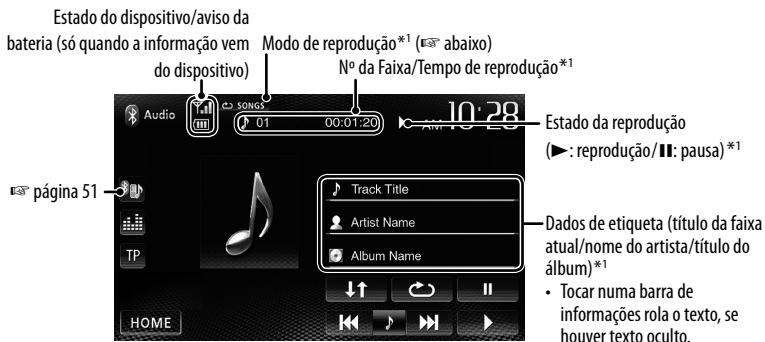 Estado do dispositivo/aviso da
bateria (só quando a informação vem
do dispositivo)
Modo de reprodução*1 (☞ abaixo)
Nº da Faixa/Tempo de reprodução*1
Audio
SONGS
01 00:01:20
AM 10:28
Estado da reprodução
(►: reprodução/II: pausa)*1
☞ página 51
Track Title
Artist Name
Album Name
TP
HOME
Dados de etiqueta (título da faixa
atual/nome do artista/título do
álbum)*1
• Tocar numa barra de
informações rola o texto, se
houver texto oculto.